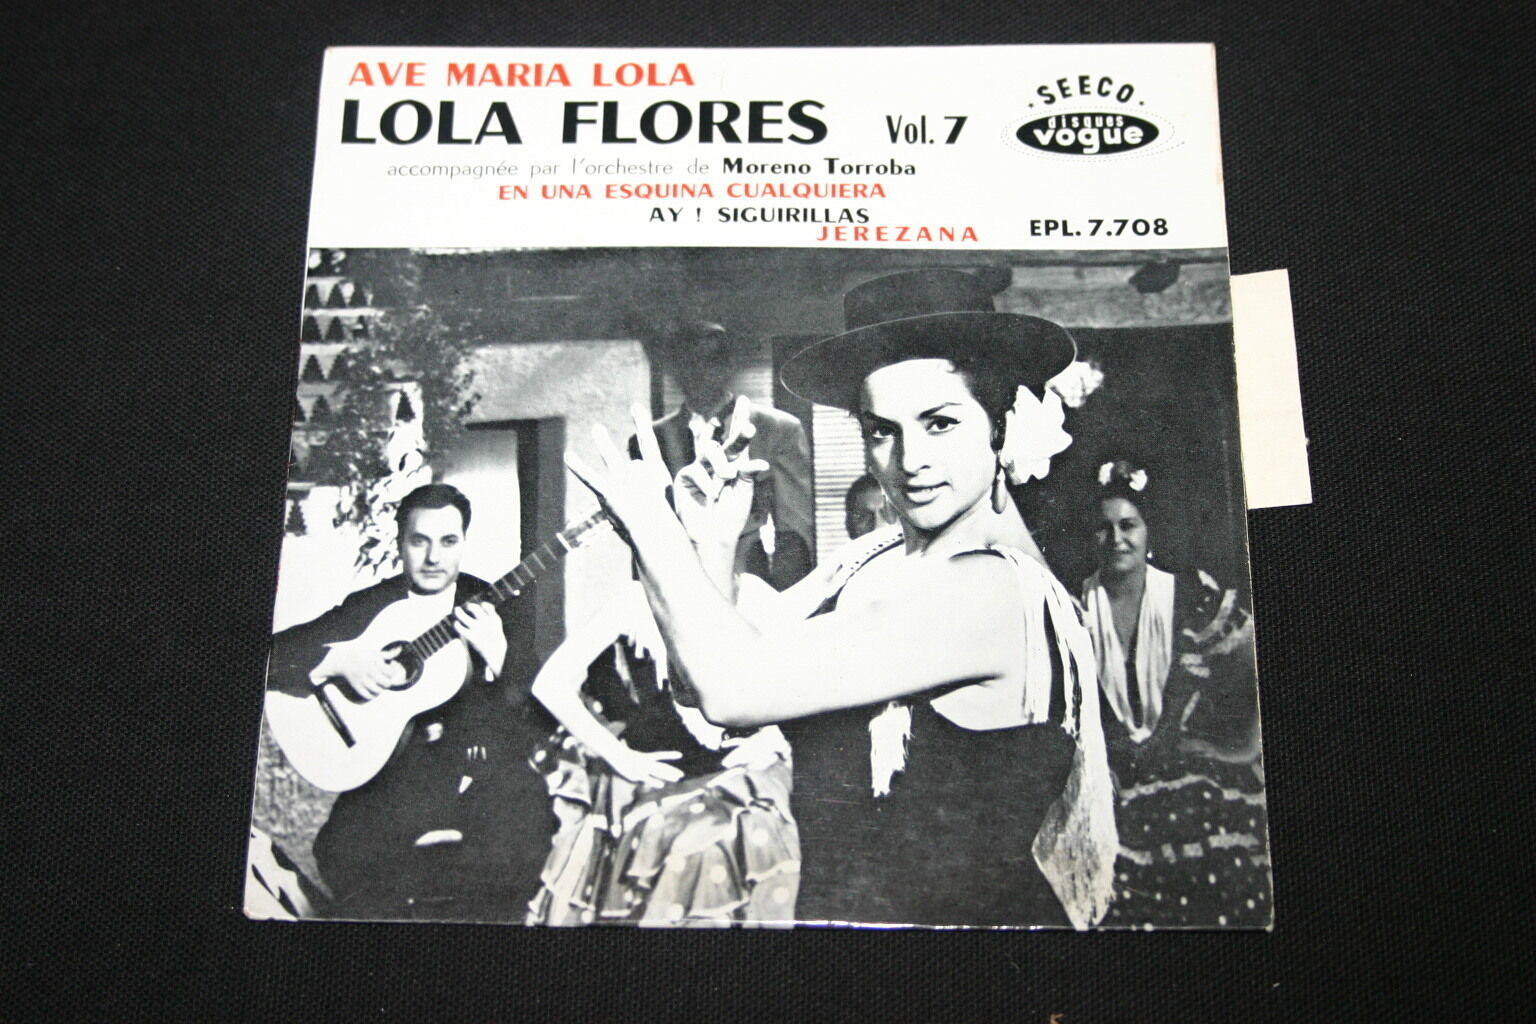 AVE MARIA LOLA
LOLA FLORES Vol. 7
accompagnée par l'orchestre de Moreno Torroba
EN UNA ESQUINA CUALQUIERA
AY ! SIGUIRILLAS
JEREZANA
SEECO
disques
vogue
EPL. 7.708